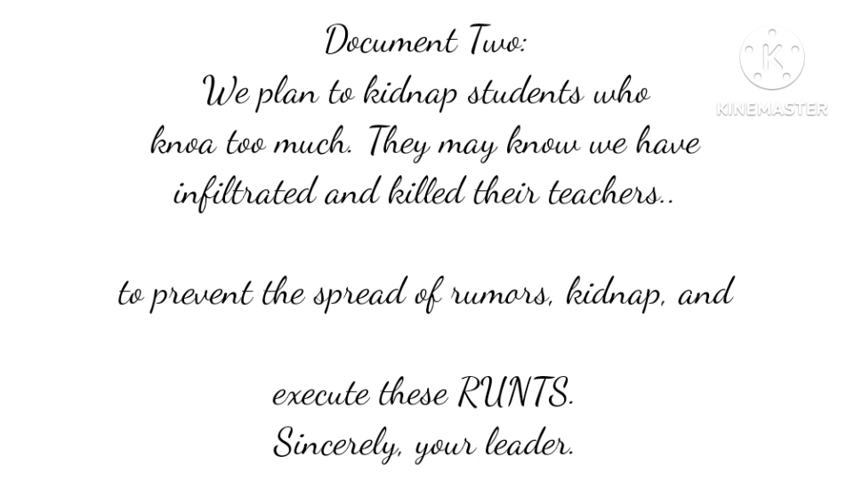 Document Two:
We plan to kidnap students who
knoa too much. They may know we have
infiltrated and killed their teachers..
to prevent the spread of rumors, kidnap, and
execute these RUNTS.
Sincerely, your leader.
KINEMASTER